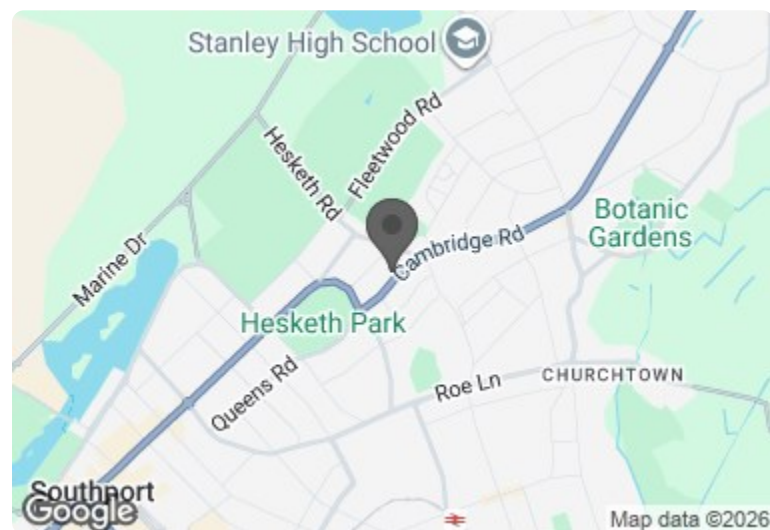 Stanley High School
Fleetwood Rd
Hesketh Rd
Botanic
Gardens
Cambridge Rd
Marine Dr
Hesketh Park
Queens Rd
Roe Ln
CHURCHTOWN
Southport
Google
Map data ©2026